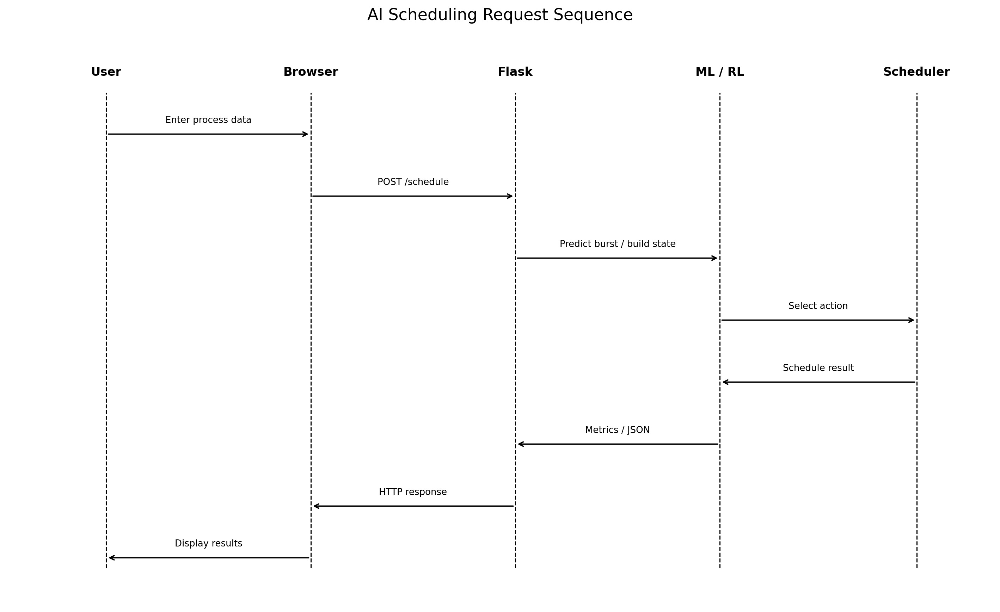 AI Scheduling Request Sequence
User Browser Flask ML / RL Scheduler
Enter process data
POST /schedule
Predict burst / build state
Select action
Schedule result
Metrics / JSON
HTTP response
Display results